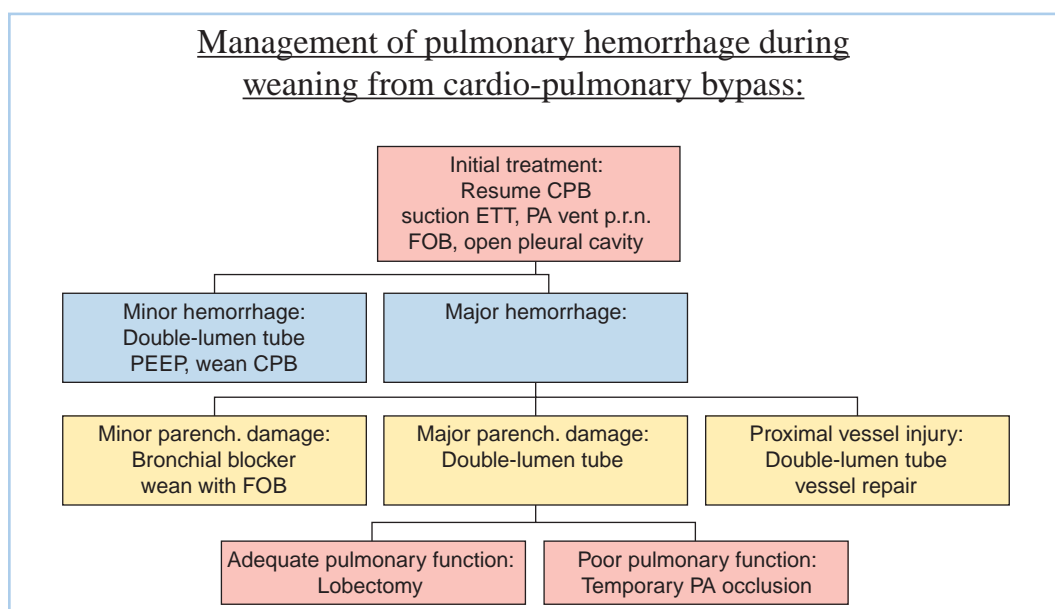 Management of pulmonary hemorrhage during
weaning from cardio-pulmonary bypass:
Initial treatment:
Resume CPB
suction ETT, PA vent p.r.n.
FOB, open pleural cavity
Minor hemorrhage:
Double-lumen tube
PEEP, wean CPB
Major hemorrhage:
Minor parench. damage:
Bronchial blocker
wean with FOB
Major parench. damage:
Double-lumen tube
Proximal vessel injury:
Double-lumen tube
vessel repair
Adequate pulmonary function:
Lobectomy
Poor pulmonary function:
Temporary PA occlusion